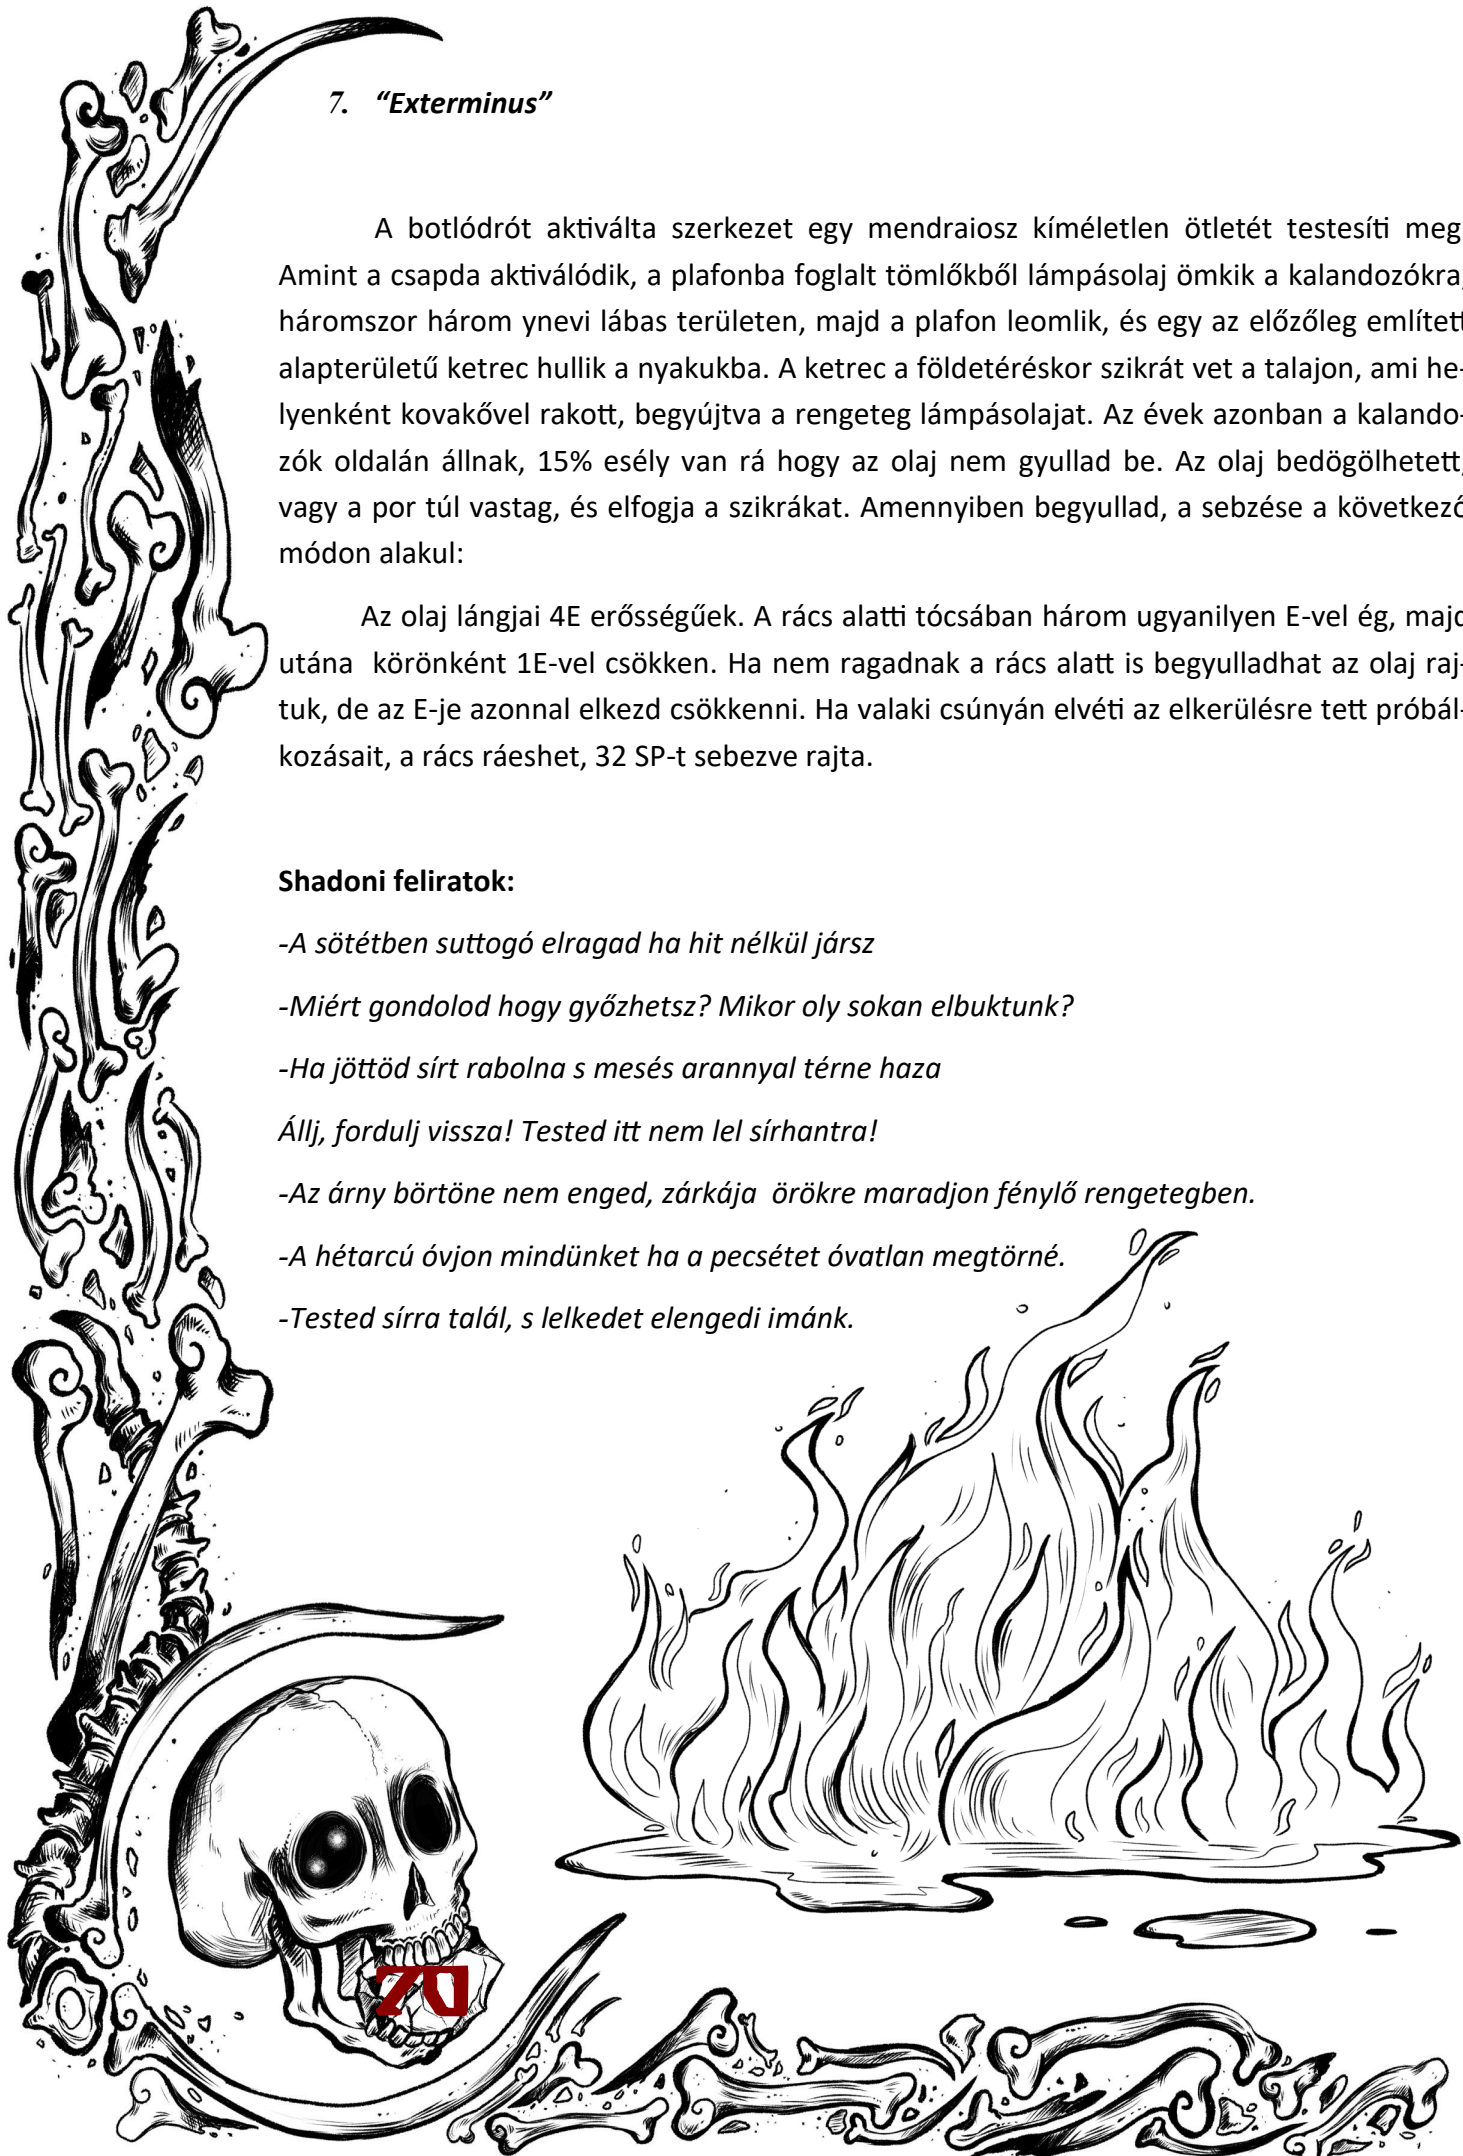 7. “Exterminus”
A botlódrót aktiválta szerkezet egy mendraiosz kíméletlen ötletét testesíti meg
Amint a csapda aktiválódik, a plafonba foglalt tömlőkből lámpásolaj ömkik a kalandozókra,
háromszor három ynevi lábas területen, majd a plafon leomlik, és egy az előzőleg említett
alapterületű ketrec hullik a nyakukba. A ketrec a földetéréskor szikrát vet a talajon, ami he-
lyenként kovakővel rakott, begyújtva a rengeteg lámpásolajat. Az évek azonban a kalando-
zók oldalán állnak, 15% esély van rá hogy az olaj nem gyullad be. Az olaj bedögölhetett,
vagy a por túl vastag, és elfogja a szikrákat. Amennyiben begyullad, a sebzése a következő
módon alakul:
Az olaj lángjai 4E erősségűek. A rács alatti tócsában három ugyanilyen E-vel ég, majd
utána körönként 1E-vel csökken. Ha nem ragadnak a rács alatt is begyulladhat az olaj raj-
tuk, de az E-je azonnal elkezd csökkenni. Ha valaki csúnyán elvéti az elkerülésre tett próbál-
kozásait, a rács ráeshet, 32 SP-t sebezve rajta.
Shadoni feliratok:
-A sötétben suttogó elragad ha hit nélkül jársz
-Miért gondolod hogy győzhetsz? Mikor oly sokan elbuktunk?
-Ha jöttöd sírt rabolna s mesés arannyal térne haza
Állj, fordulj vissza! Tested itt nem lel sírhantra!
-Az árny börtöne nem enged, zárkája örökre maradjon fénylő rengetegben.
-A hétarcú óvjon mindünket ha a pecsétet óvatlan megtörné.
-Tested sírra talál, s lelkedet elengedi imánk.
70